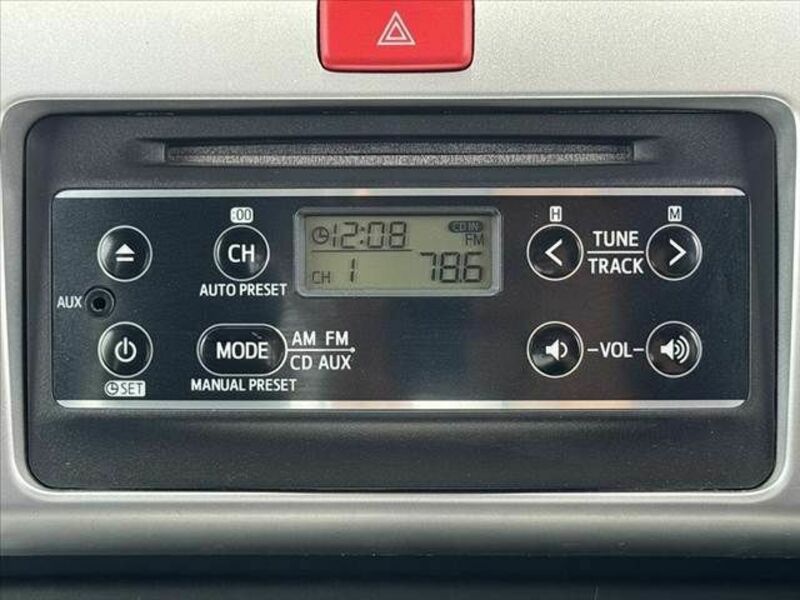 :00
H
M
CH
12:08
CD IN
FM
TUNE
TRACK
CH 1 78.6
AUTO PRESET
AUX
MODE
AM FM
CD AUX
VOL
SET
MANUAL PRESET